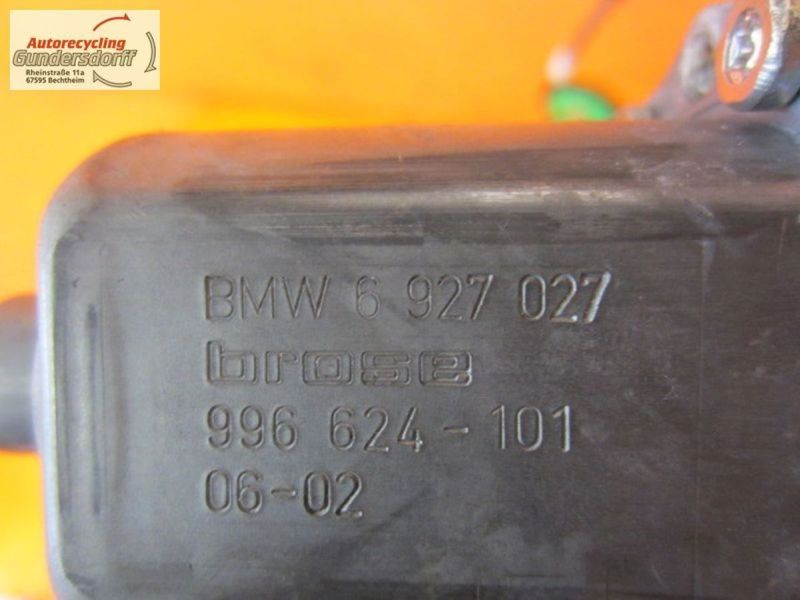 Autorecycling
Gundersdorff
Rheinstraße 11a
67595 Bechtheim
BMW 6 927 027
brose
996 624-101
06-02